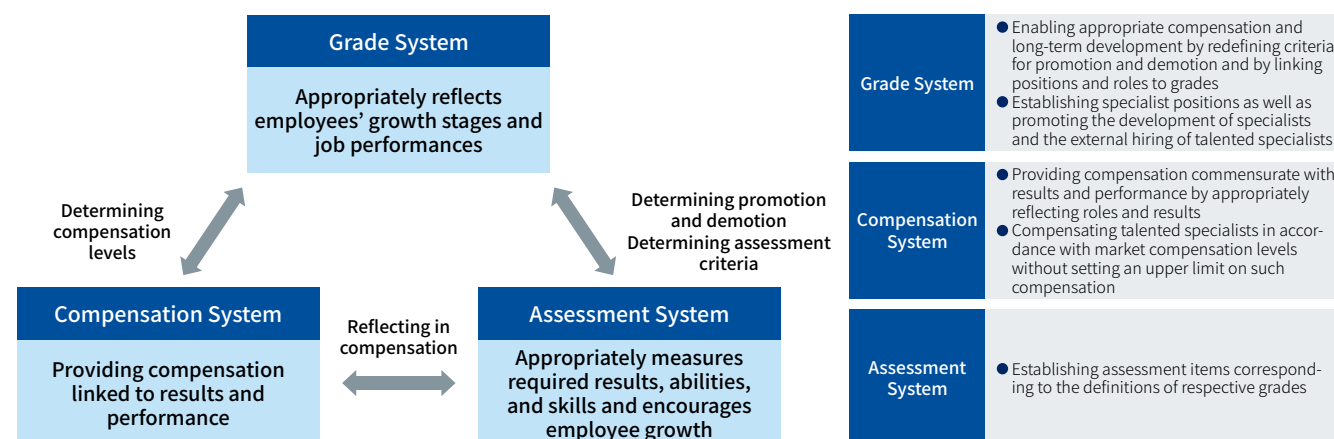 Grade System
Appropriately reflects
employees’ growth stages and
job performances
Determining
compensation
levels
Determining promotion
and demotion
Determining assessment
criteria
Compensation System
Providing compensation
linked to results and
performance
Reflecting in
compensation
Assessment System
Appropriately measures
required results, abilities,
and skills and encourages
employee growth
Grade System
● Enabling appropriate compensation and
long-term development by redefining criteria
for promotion and demotion and by linking
positions and roles to grades
● Establishing specialist positions as well as
promoting the development of specialists
and the external hiring of talented specialists
Compensation
System
● Providing compensation commensurate with
results and performance by appropriately
reflecting roles and results
● Compensating talented specialists in accor-
dance with market compensation levels
without setting an upper limit on such
compensation
Assessment
System
● Establishing assessment items correspond-
ing to the definitions of respective grades